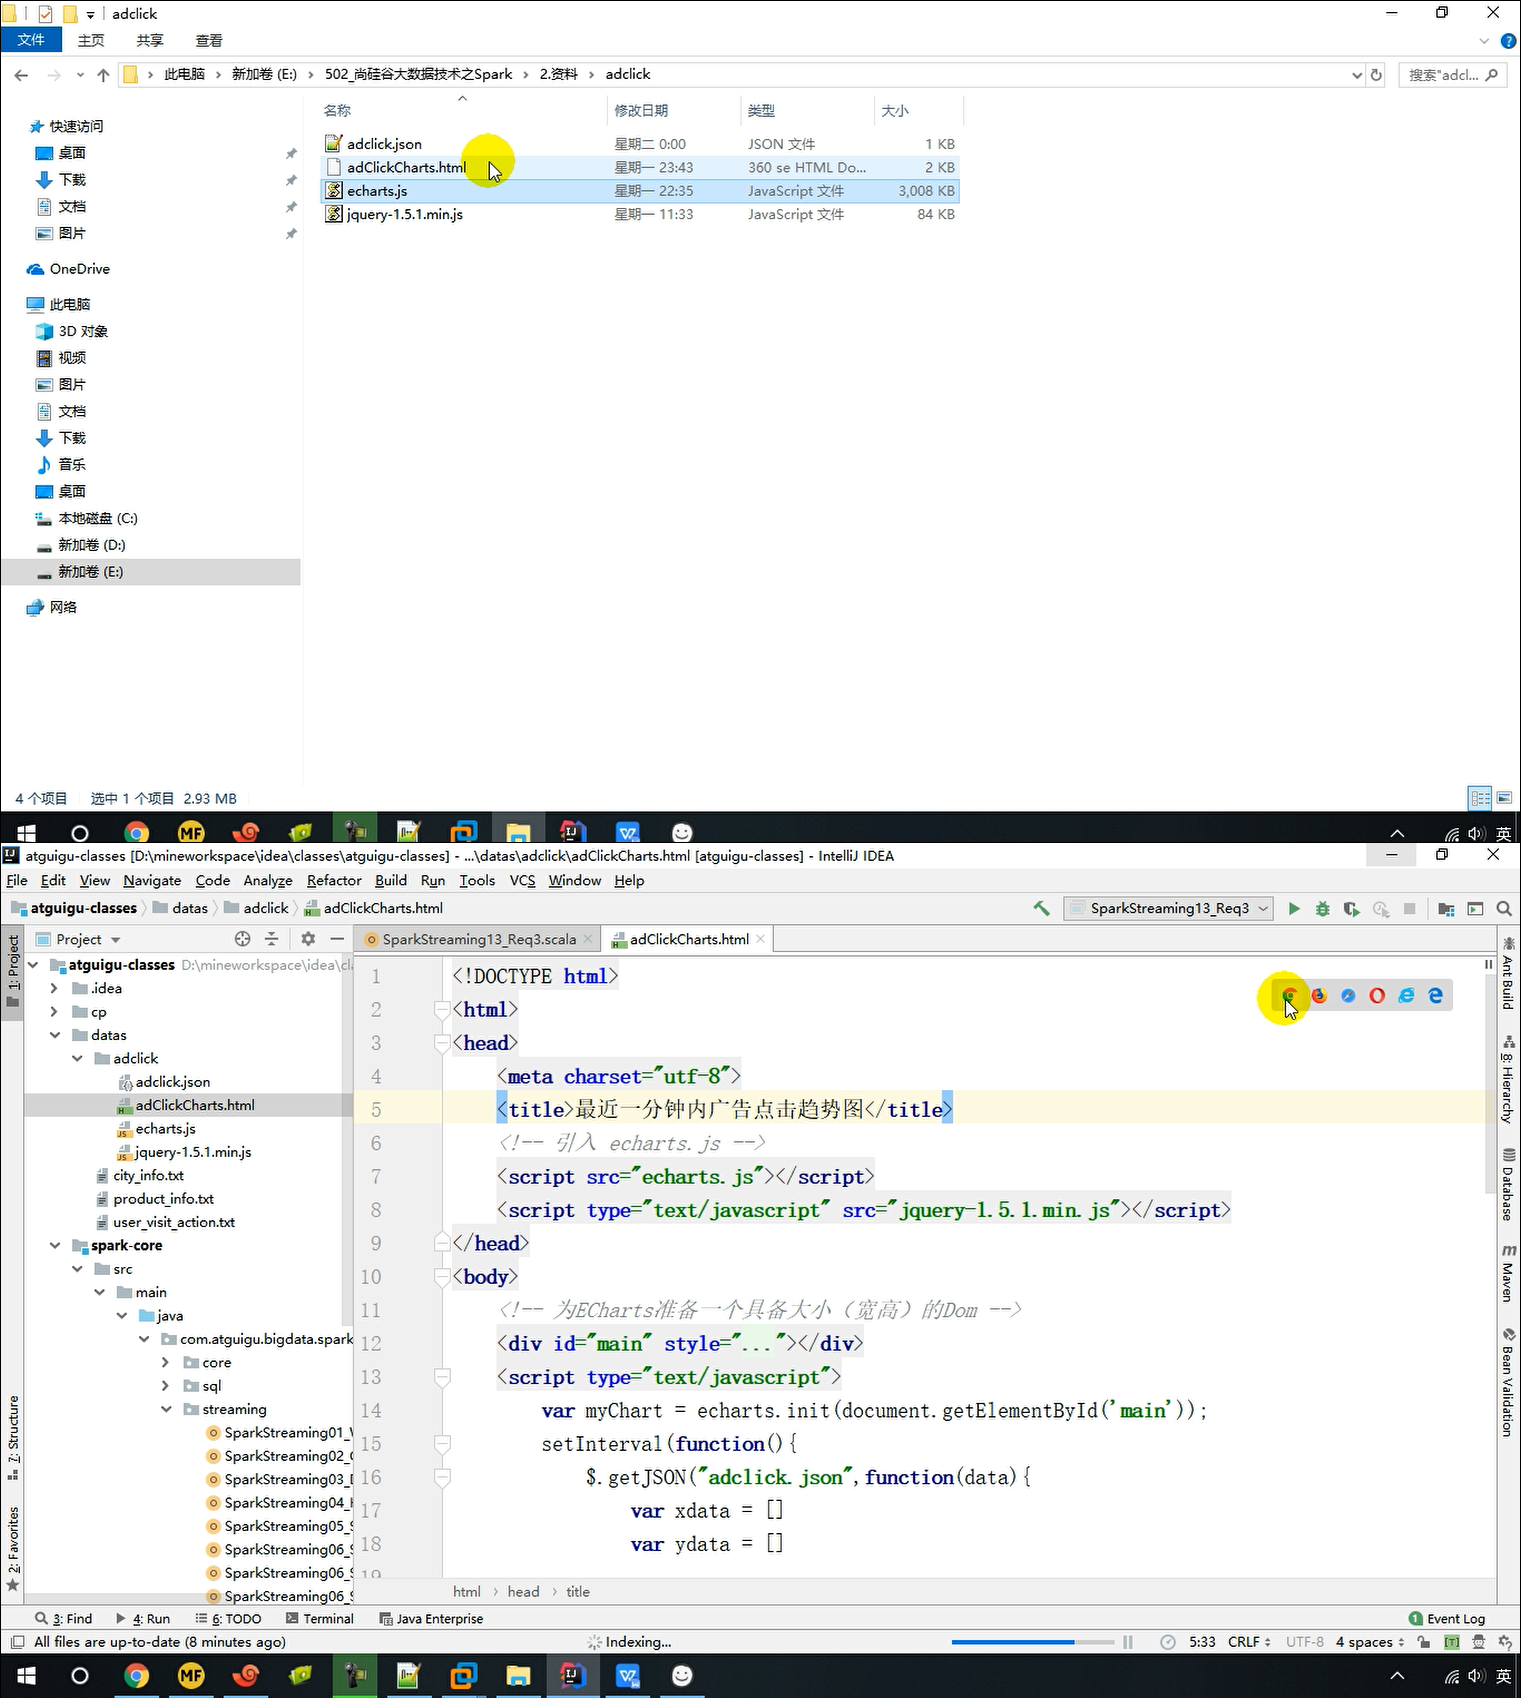 adclick
文件 主页 共享 查看
此电脑 新加卷 (E:) 502_尚硅谷大数据技术之Spark 2.资料 adclick 搜索"adcl...
名称 修改日期 类型 大小
快速访问
桌面
下载
文档
图片
OneDrive
此电脑
3D 对象
视频
图片
文档
下载
音乐
桌面
本地磁盘 (C:)
新加卷 (D:)
新加卷 (E:)
网络
adclick.json 星期二 0:00 JSON 文件 1 KB
adClickCharts.html 星期一 23:43 360 se HTML Do... 2 KB
echarts.js 星期一 22:35 JavaScript 文件 3,008 KB
jquery-1.5.1.min.js 星期一 11:33 JavaScript 文件 84 KB
4 个项目 选中 1 个项目 2.93 MB
MF
英
atguigu-classes [D:\mineworkspace\idea\classes\atguigu-classes] - ...\datas\adclick\adClickCharts.html [atguigu-classes] - IntelliJ IDEA
File Edit View Navigate Code Analyze Refactor Build Run Tools VCS Window Help
atguigu-classes datas adclick adClickCharts.html SparkStreaming13_Req3
1: Project
7: Structure
2: Favorites
Project
atguigu-classes D:\mineworkspace\idea\cl
.idea
cp
datas
adclick
adclick.json
adClickCharts.html
echarts.js
jquery-1.5.1.min.js
city_info.txt
product_info.txt
user_visit_action.txt
spark-core
src
main
java
com.atguigu.bigdata.spark
core
sql
streaming
SparkStreaming01_
SparkStreaming02_
SparkStreaming03_
SparkStreaming04_
SparkStreaming05_
SparkStreaming06_
SparkStreaming06_
SparkStreaming06_
SparkStreaming13_Req3.scala adClickCharts.html
1 <!DOCTYPE html>
2 <html>
3 <head>
4 <meta charset="utf-8">
5 <title>最近一分钟内广告点击趋势图</title>
6 <!-- 引入 echarts.js -->
7 <script src="echarts.js"></script>
8 <script type="text/javascript" src="jquery-1.5.1.min.js"></script>
9 </head>
10 <body>
11 <!-- 为ECharts准备一个具备大小（宽高）的Dom -->
12 <div id="main" style="..."></div>
13 <script type="text/javascript">
14 var myChart = echarts.init(document.getElementById('main'));
15 setInterval(function(){
16 $.getJSON("adclick.json",function(data){
17 var xdata = []
18 var ydata = []
19
html head title
Ant Build
8: Hierarchy
Database
Maven
Bean Validation
3: Find 4: Run 6: TODO Terminal Java Enterprise 1 Event Log
All files are up-to-date (8 minutes ago) Indexing... 5:33 CRLF UTF-8 4 spaces
MF
英